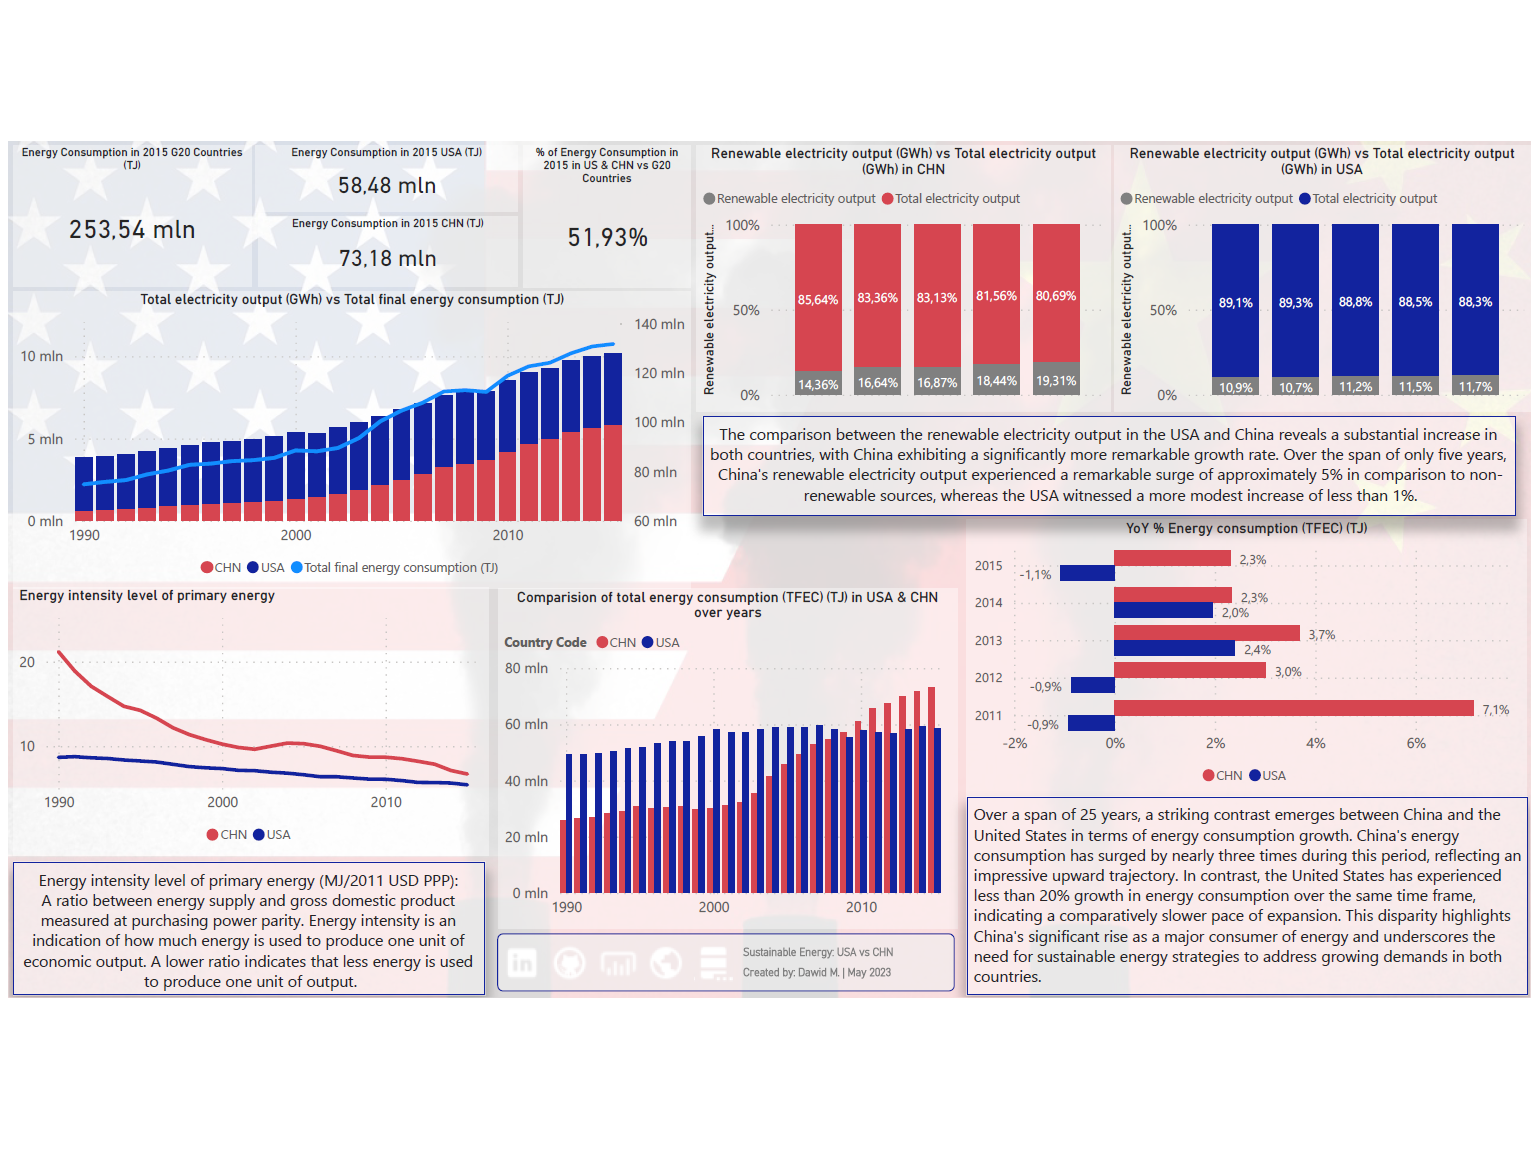 Energy Consumption in 2015 G20 Countries
(TJ)
253,54 mln
Energy Consumption in 2015 USA (TJ)
58,48 mln
Energy Consumption in 2015 CHN (TJ)
73,18 mln
% of Energy Consumption in
2015 in US & CHN vs G20
Countries
51,93%
Total electricity output (GWh) vs Total final energy consumption (TJ)
140 mln
10 mln
120 mln
100 mln
5 mln
80 mln
0 mln
60 mln
1990 2000 2010
CHN USA Total final energy consumption (TJ)
Renewable electricity output (GWh) vs Total electricity output
(GWh) in CHN
Renewable electricity output Total electricity output
Renewable electricity output...
100%
50%
0%
85,64% 83,36% 83,13% 81,56% 80,69%
14,36% 16,64% 16,87% 18,44% 19,31%
Renewable electricity output (GWh) vs Total electricity output
(GWh) in USA
Renewable electricity output Total electricity output
Renewable electricity output...
100%
50%
0%
89,1% 89,3% 88,8% 88,5% 88,3%
10,9% 10,7% 11,2% 11,5% 11,7%
The comparison between the renewable electricity output in the USA and China reveals a substantial increase in
both countries, with China exhibiting a significantly more remarkable growth rate. Over the span of only five years,
China's renewable electricity output experienced a remarkable surge of approximately 5% in comparison to non-
renewable sources, whereas the USA witnessed a more modest increase of less than 1%.
Energy intensity level of primary energy
20
10
1990 2000 2010
CHN USA
Energy intensity level of primary energy (MJ/2011 USD PPP):
A ratio between energy supply and gross domestic product
measured at purchasing power parity. Energy intensity is an
indication of how much energy is used to produce one unit of
economic output. A lower ratio indicates that less energy is used
to produce one unit of output.
Comparision of total energy consumption (TFEC) (TJ) in USA & CHN
over years
Country Code CHN USA
80 mln
60 mln
40 mln
20 mln
0 mln
1990 2000 2010
in
Sustainable Energy: USA vs CHN
Created by: Dawid M. | May 2023
YoY % Energy consumption (TFEC) (TJ)
2015 2,3%
-1,1%
2014 2,3%
2,0%
2013 3,7%
2,4%
2012 3,0%
-0,9%
2011 7,1%
-0,9%
-2% 0% 2% 4% 6%
CHN USA
Over a span of 25 years, a striking contrast emerges between China and the
United States in terms of energy consumption growth. China's energy
consumption has surged by nearly three times during this period, reflecting an
impressive upward trajectory. In contrast, the United States has experienced
less than 20% growth in energy consumption over the same time frame,
indicating a comparatively slower pace of expansion. This disparity highlights
China's significant rise as a major consumer of energy and underscores the
need for sustainable energy strategies to address growing demands in both
countries.